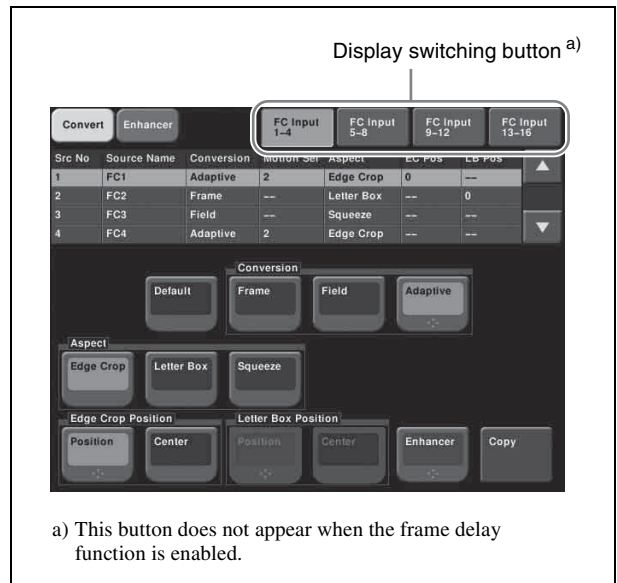 Display switching button a)
Convert Enhancer FC Input 1-4 FC Input 5-8 FC Input 9-12 FC Input 13-16
Src No Source Name Conversion Motion Ser Aspect EC Pos LB Pos
1 FC1 Adaptive 2 Edge Crop 0 --
2 FC2 Frame -- Letter Box -- 0
3 FC3 Field -- Squeeze -- --
4 FC4 Adaptive 2 Edge Crop -- --
Conversion
Default Frame Field Adaptive
Aspect
Edge Crop Letter Box Squeeze
Edge Crop Position Letter Box Position
Position Center Position Center Enhancer Copy
a) This button does not appear when the frame delay
function is enabled.